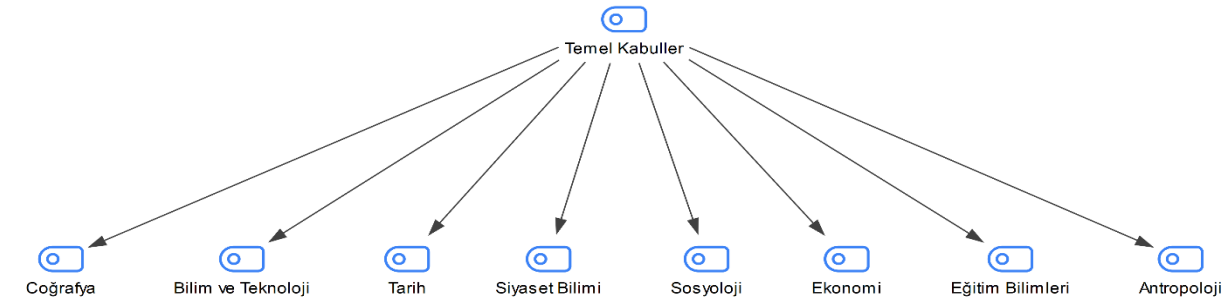 Temel Kabuller
Coğrafya
Bilim ve Teknoloji
Tarih
Siyaset Bilimi
Sosyoloji
Ekonomi
Eğitim Bilimleri
Antropoloji